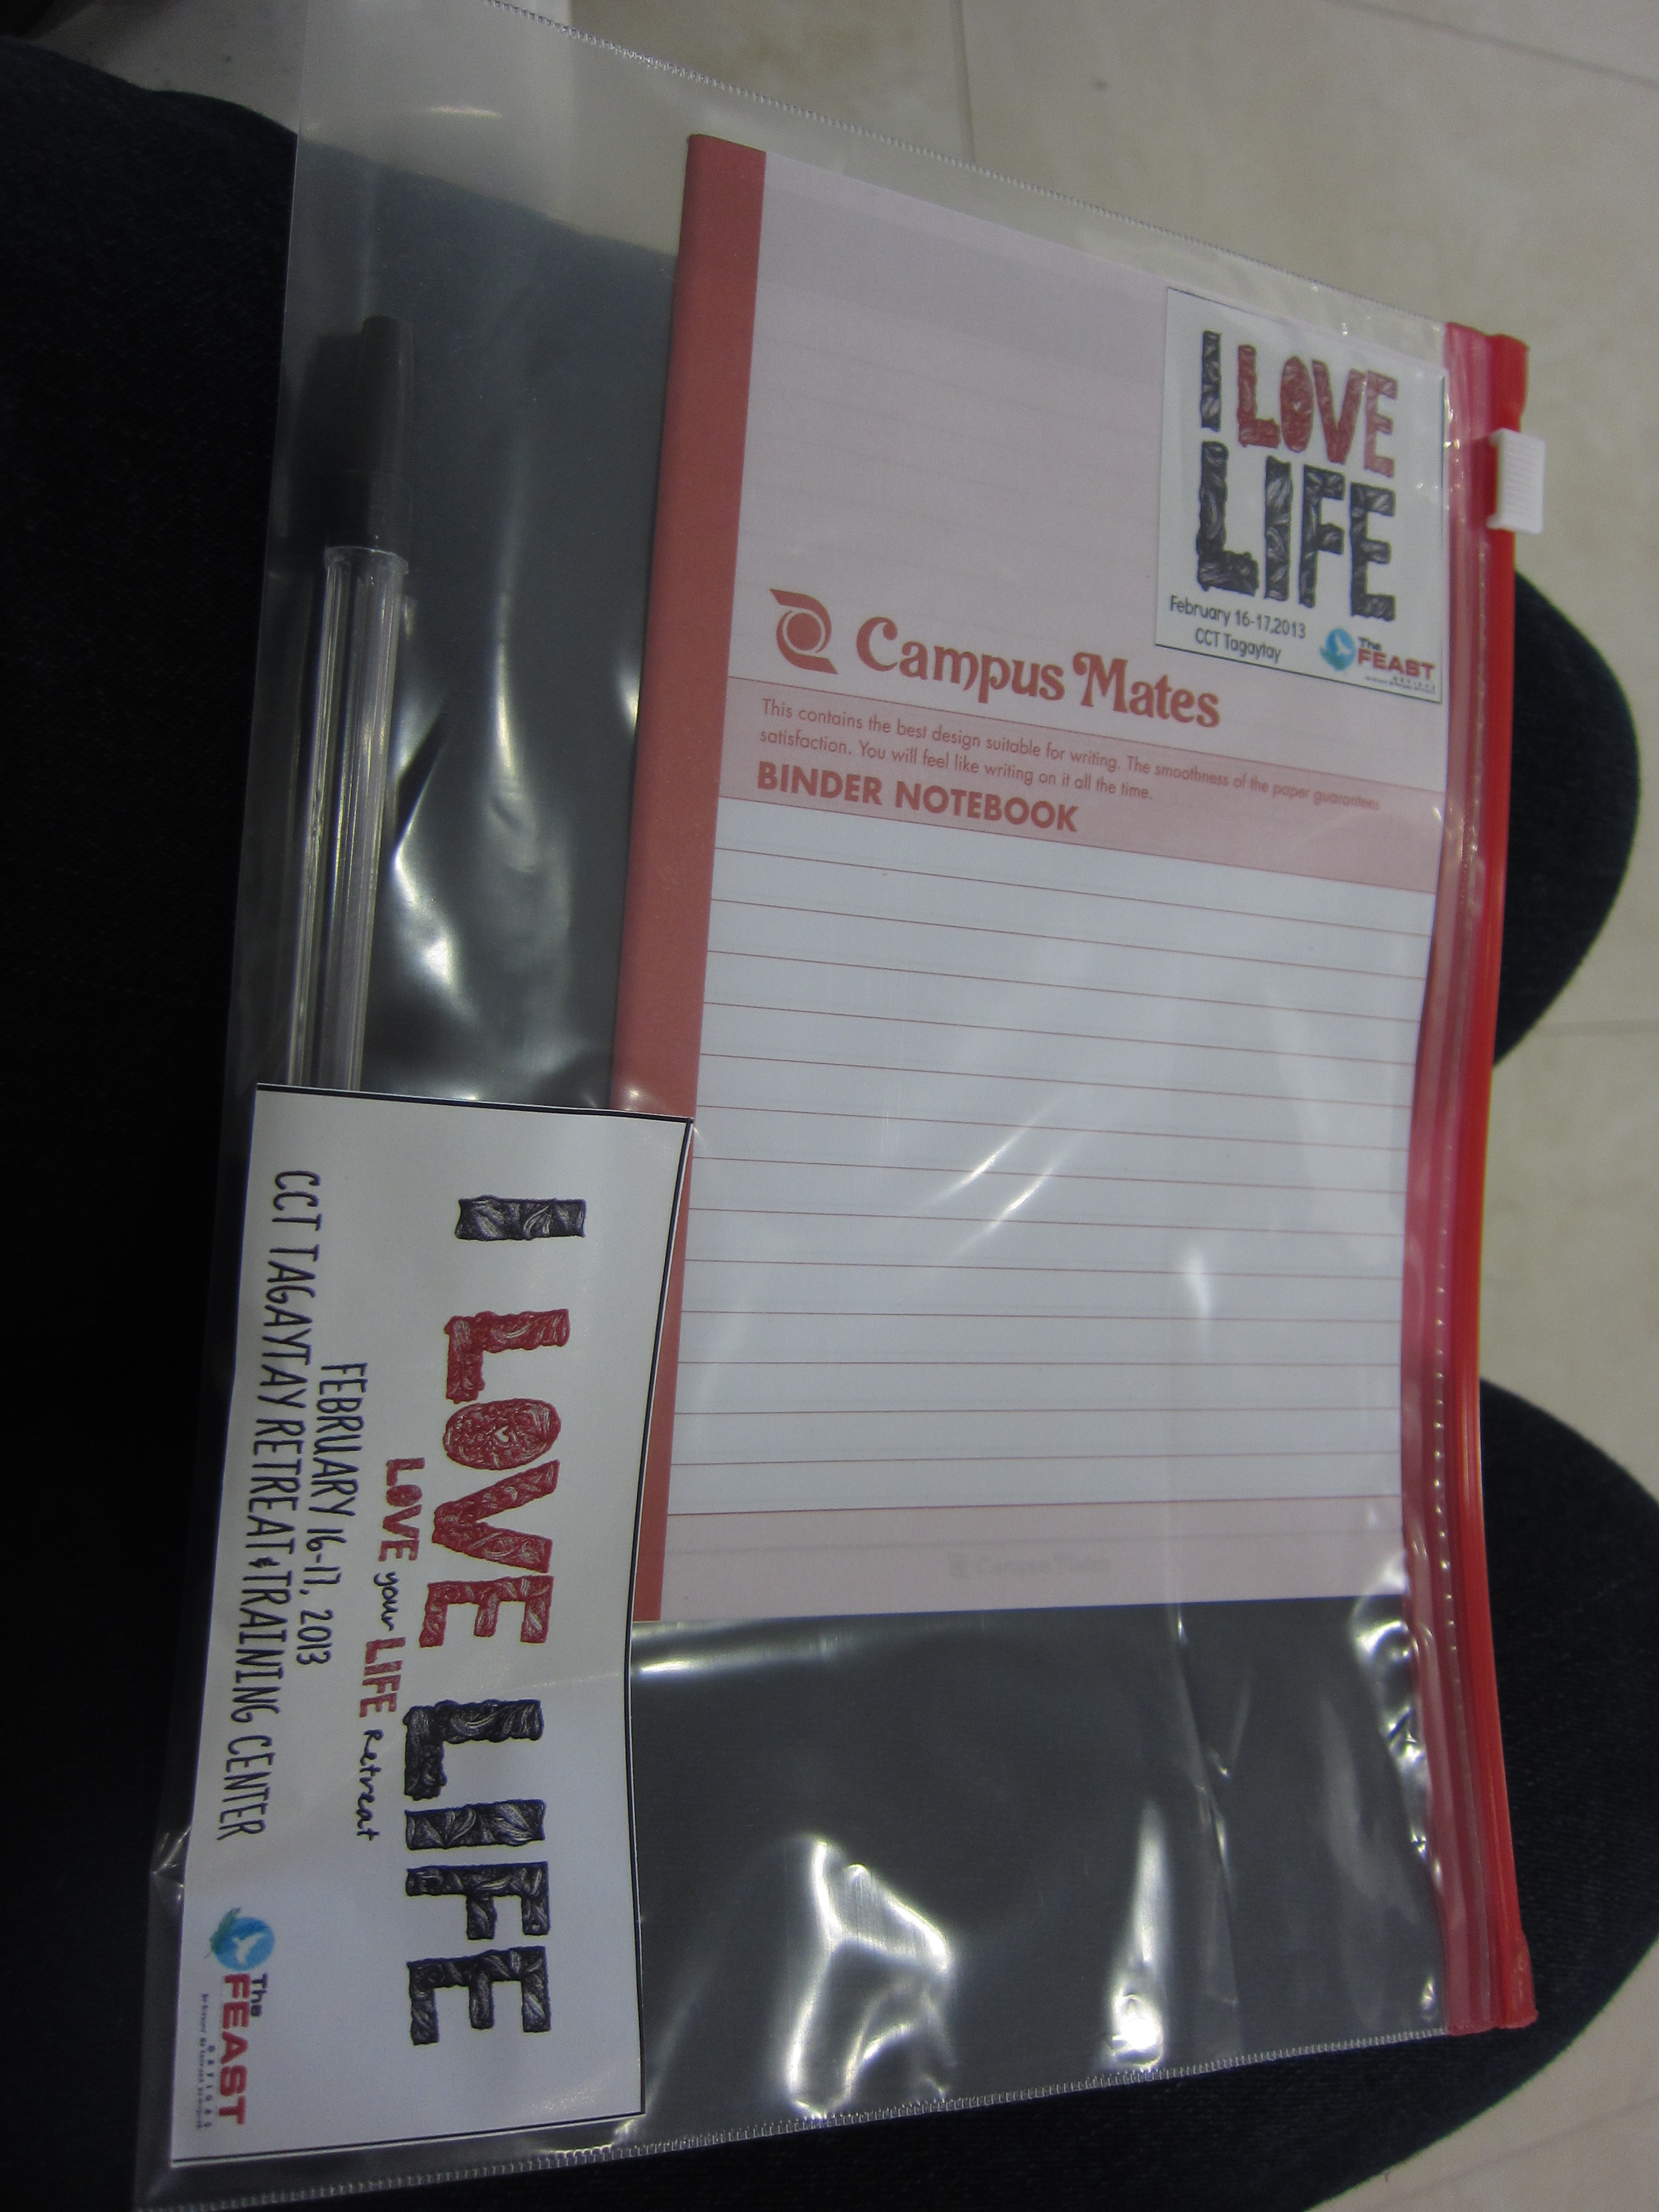 I LOVE
LIFE
February 16-17,2013
CCT Tagaytay
The
FEAST
Campus Mates
This contains the best design suitable for writing. The smoothness of the paper guarantees
satisfaction. You will feel like writing on it all the time.
BINDER NOTEBOOK
Campus Mates
I LOVE LIFE
LOVE your LIFE Retreat
FEBRUARY 16-17, 2013
CCT TAGAYTAY RETREAT & TRAINING CENTER
The
FEAST